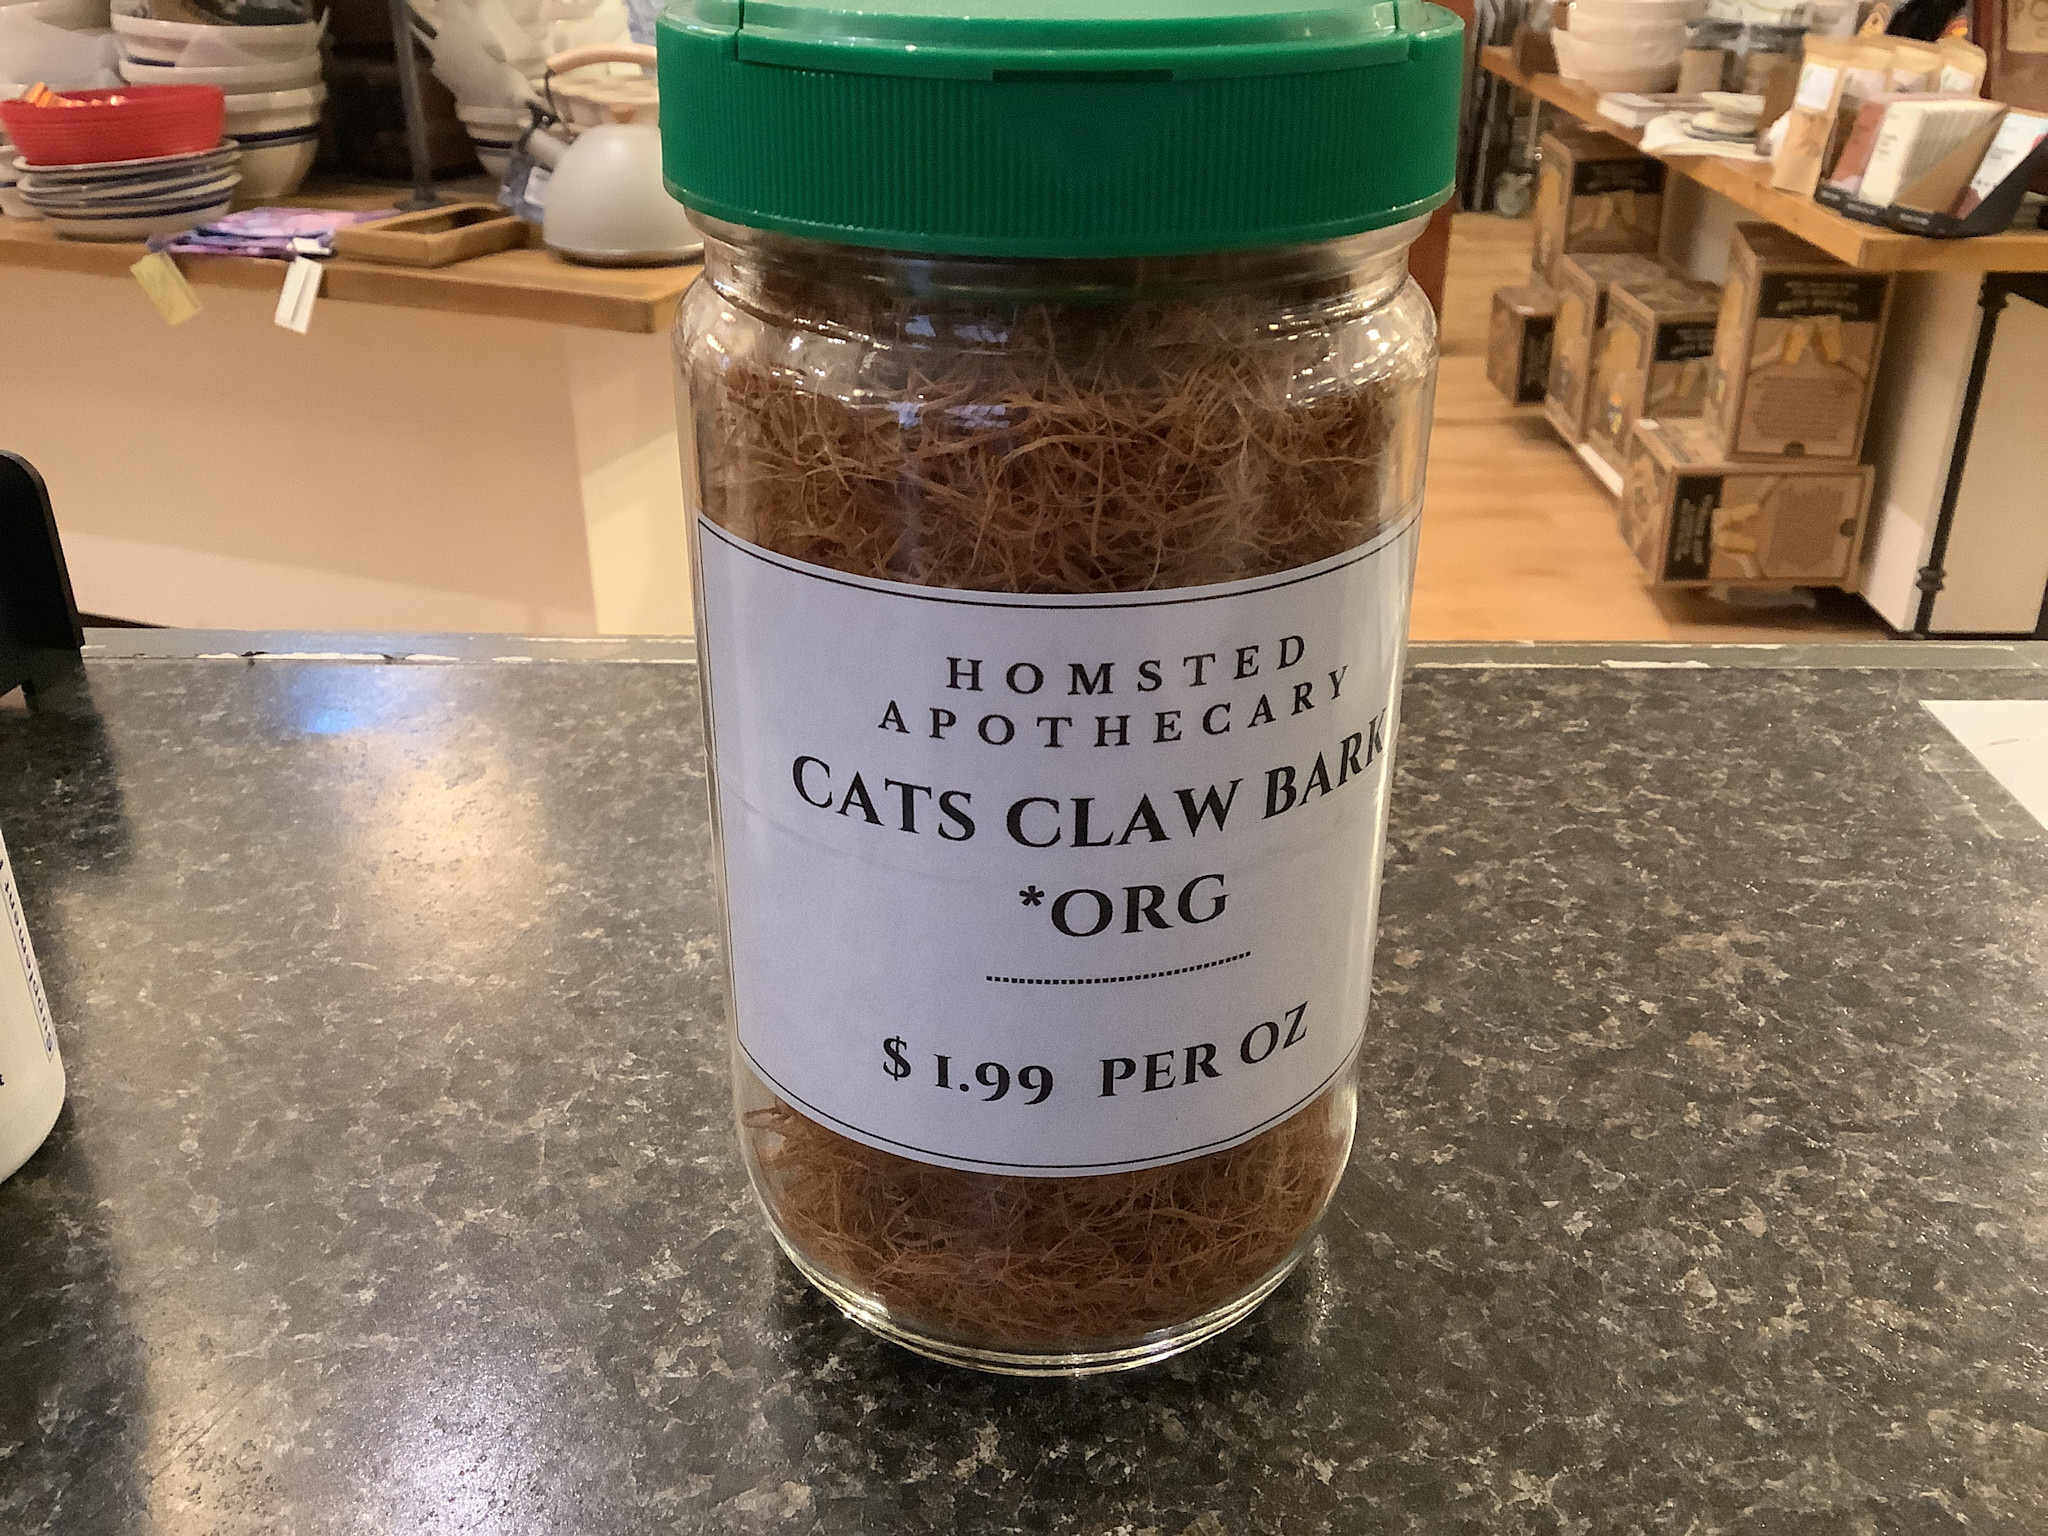 HOMSTED
APOTHECARY
CATS CLAW BARK
*ORG
$ 1.99 PER OZ